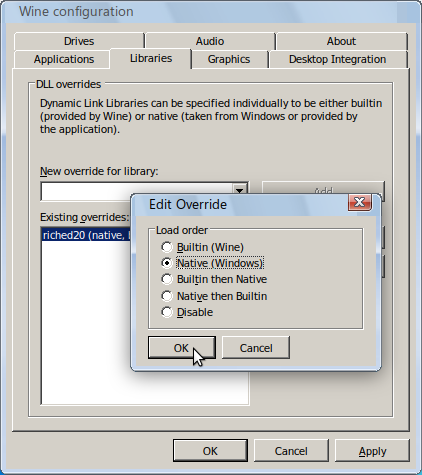 Wine configuration
Drives
Audio
About
Applications
Libraries
Graphics
Desktop Integration
DLL overrides
Dynamic Link Libraries can be specified individually to be either builtin
(provided by Wine) or native (taken from Windows or provided by
the application).
New override for library:
Add
Existing overrides:
riched20 (native,
Edit Override
Load order
Builtin (Wine)
Native (Windows)
Builtin then Native
Native then Builtin
Disable
OK
Cancel
OK
Cancel
Apply